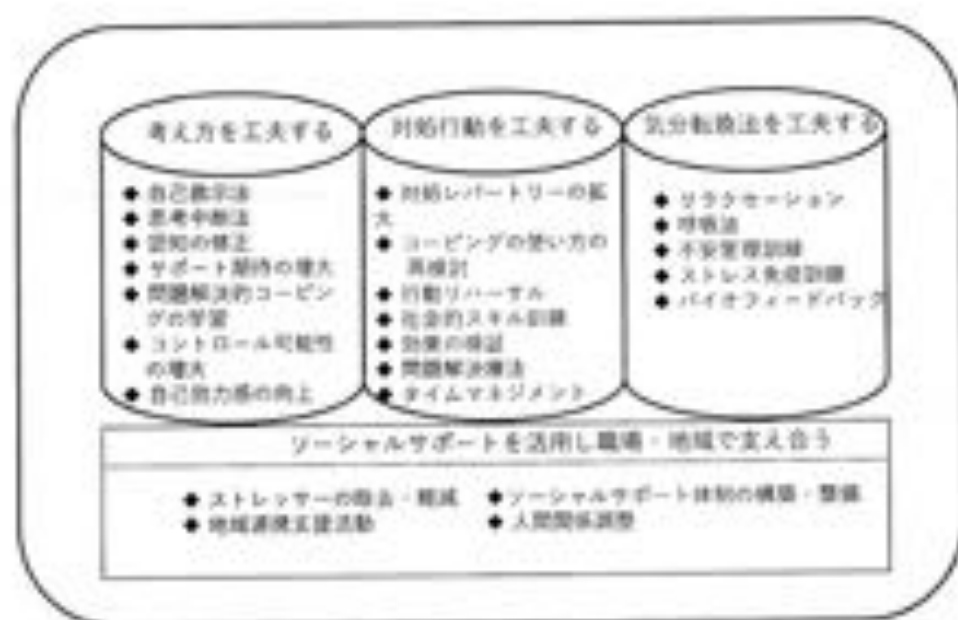 考え方を工夫する
◆ 自己教示法
◆ 思考中断法
◆ 認知の修正
◆ サポート期待の増大
◆ 問題解決的コーピン
グの学習
◆ コントロール可能性
の増大
◆ 自己効力感の向上
対処行動を工夫する
◆ 対処レパートリーの拡
大
◆ コーピングの使い方の
再検討
◆ 行動リハーサル
◆ 社会的スキル訓練
◆ 効果の検証
◆ 問題解決療法
◆ タイムマネジメント
気分転換法を工夫する
◆ リラクセーション
◆ 呼吸法
◆ 不安管理訓練
◆ ストレス免疫訓練
◆ バイオフィードバック
ソーシャルサポートを活用し職場・地域で支え合う
◆ ストレッサーの除去・軽減
◆ソーシャルサポート体制の構築・整備
◆ 地域連携支援活動
◆ 人間関係調整